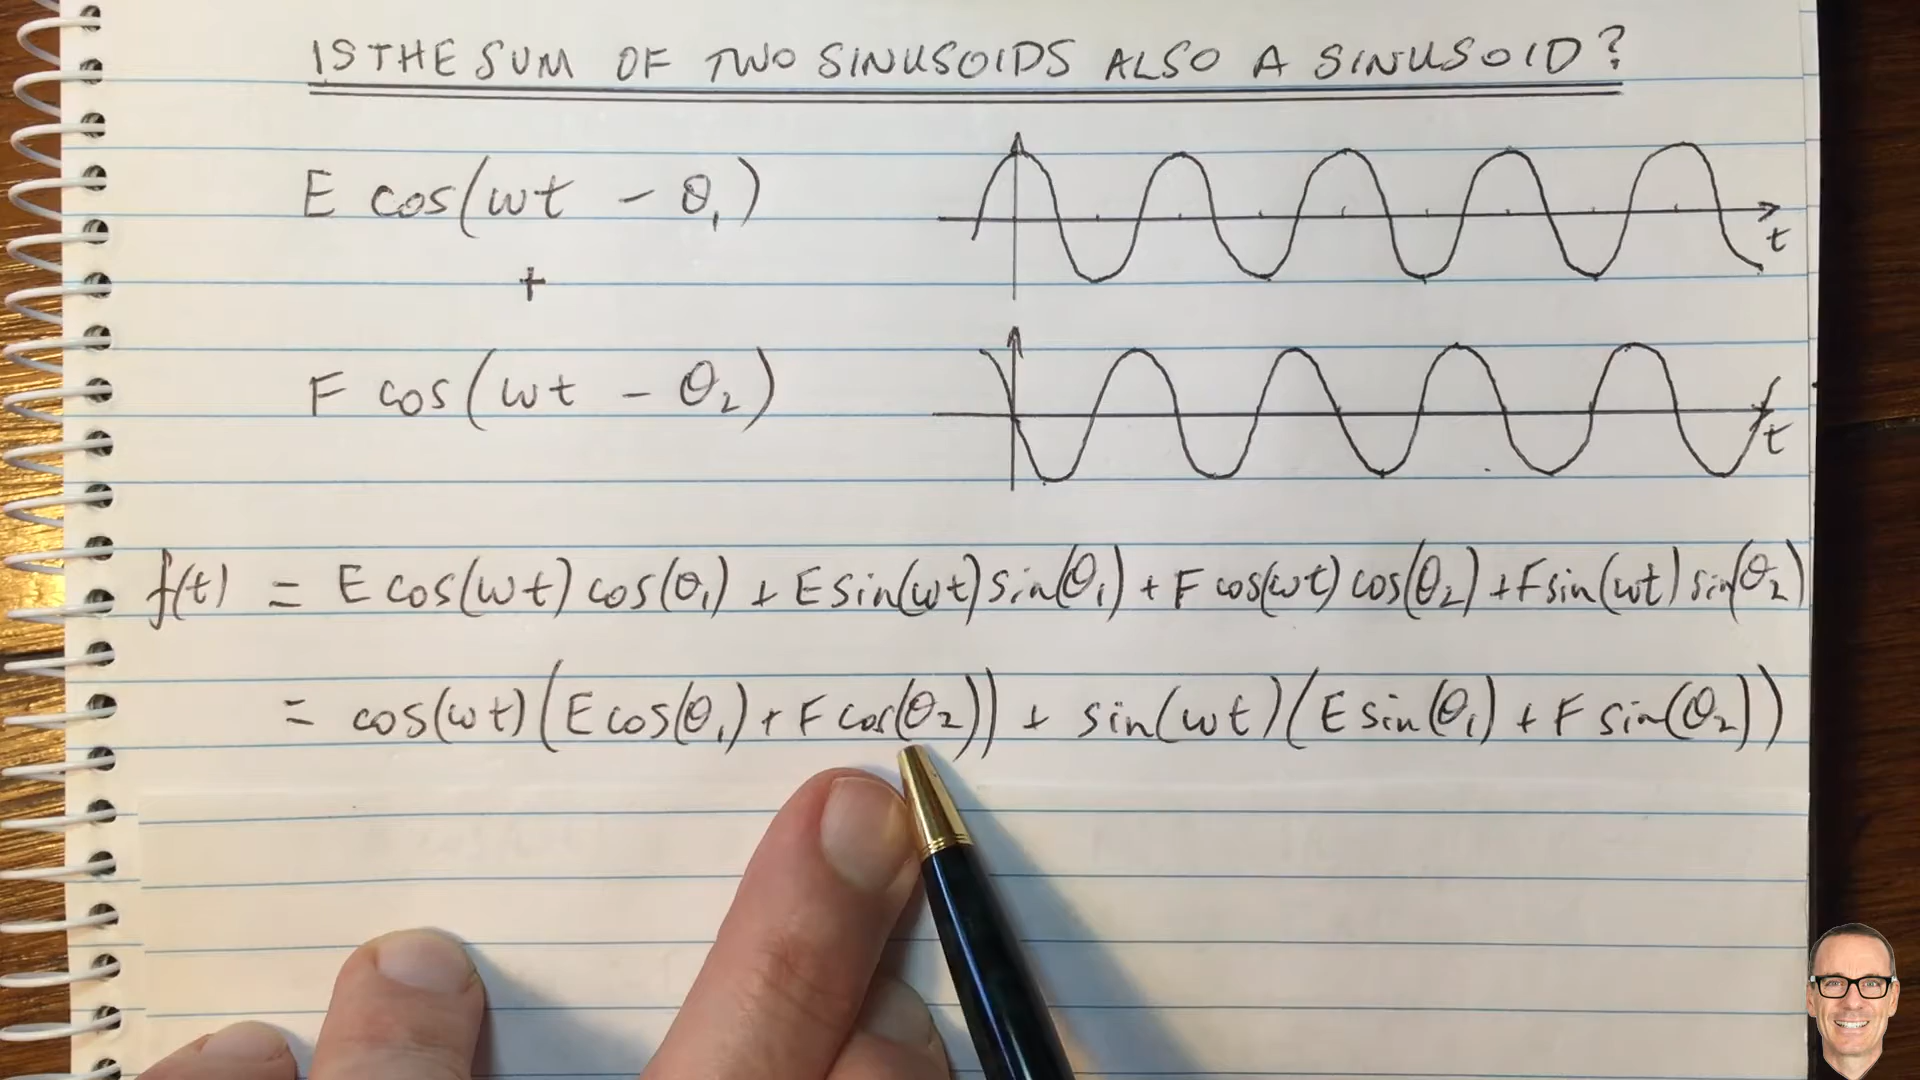 IS THE SUM OF TWO SINUSOIDS ALSO A SINUSOID?
E cos(ωt - θ₁)
t
+
F cos(ωt - θ₂)
t
f(t) = E cos(ωt) cos(θ₁) + E sin(ωt) sin(θ₁) + F cos(ωt) cos(θ₂) + F sin(ωt) sin(θ₂)
= cos(ωt)(E cos(θ₁) + F cos(θ₂)) + sin(ωt)(E sin(θ₁) + F sin(θ₂))